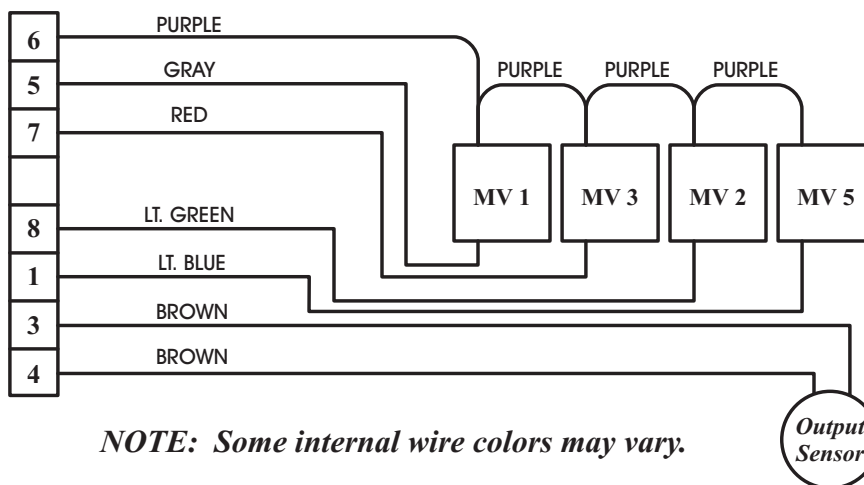 6 PURPLE
5 GRAY
PURPLE PURPLE PURPLE
7 RED
MV 1 MV 3 MV 2 MV 5
8 LT. GREEN
1 LT. BLUE
3 BROWN
4 BROWN
NOTE: Some internal wire colors may vary.
Output
Sensor